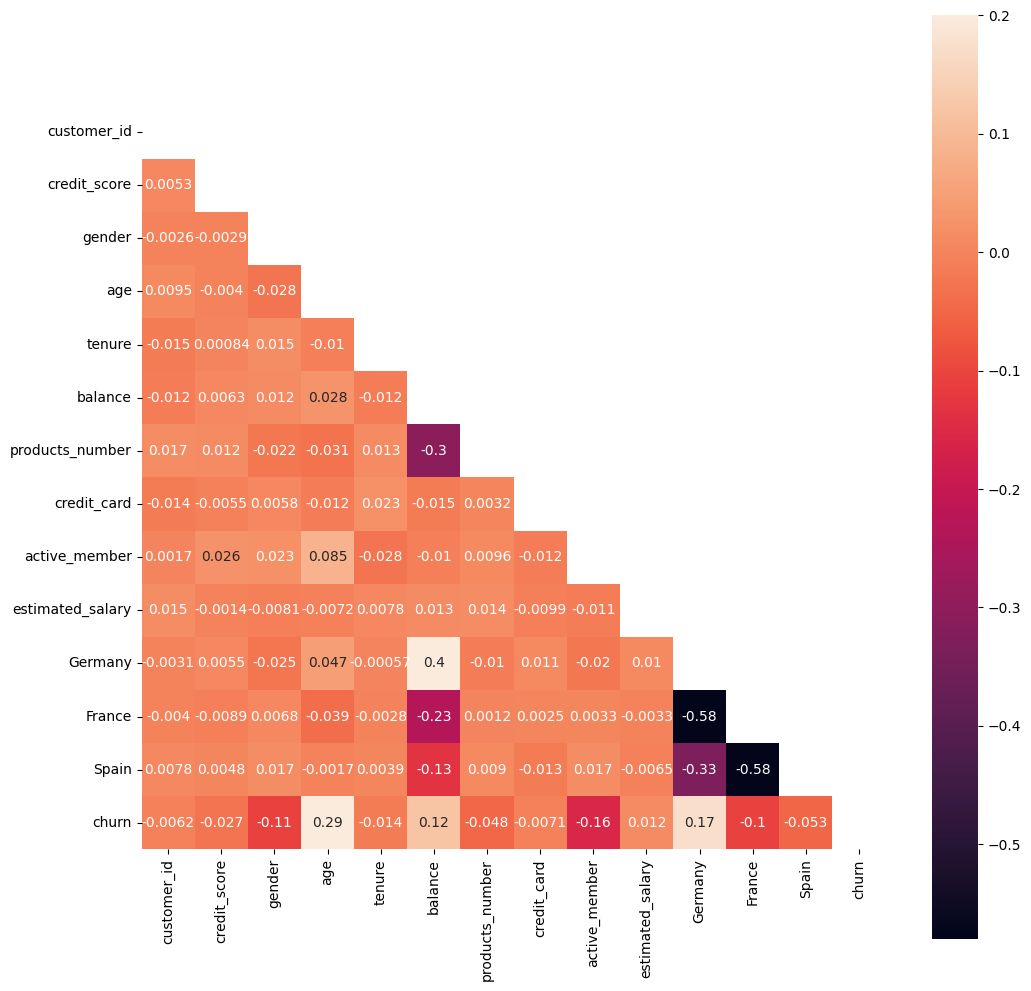 customer_id
credit_score 0.0053
gender -0.0026 -0.0029
age 0.0095 -0.004 -0.028
tenure -0.015 0.00084 0.015 -0.01
balance -0.012 0.0063 0.012 0.028 -0.012
products_number 0.017 0.012 -0.022 -0.031 0.013 -0.3
credit_card -0.014 -0.0055 0.0058 -0.012 0.023 -0.015 0.0032
active_member 0.0017 0.026 0.023 0.085 -0.028 -0.01 0.0096 -0.012
estimated_salary 0.015 -0.0014 -0.0081 -0.0072 0.0078 0.013 0.014 -0.0099 -0.011
Germany -0.0031 0.0055 -0.025 0.047 -0.00057 0.4 -0.01 0.011 -0.02 0.01
France -0.004 -0.0089 0.0068 -0.039 -0.0028 -0.23 0.0012 0.0025 0.0033 -0.0033 -0.58
Spain 0.0078 0.0048 0.017 -0.0017 0.0039 -0.13 0.009 -0.013 0.017 -0.0065 -0.33 -0.58
churn -0.0062 -0.027 -0.11 0.29 -0.014 0.12 -0.048 -0.0071 -0.16 0.012 0.17 -0.1 -0.053
customer_id
credit_score
gender
age
tenure
balance
products_number
credit_card
active_member
estimated_salary
Germany
France
Spain
churn
0.2
0.1
0.0
−0.1
−0.2
−0.3
−0.4
−0.5